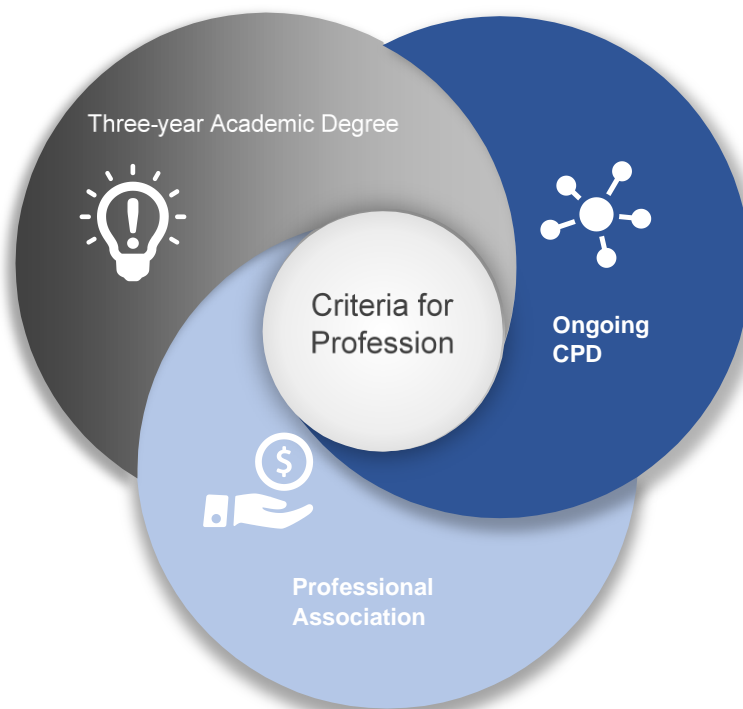 Three-year Academic Degree
Criteria for
Profession
Ongoing
CPD
$
Professional
Association